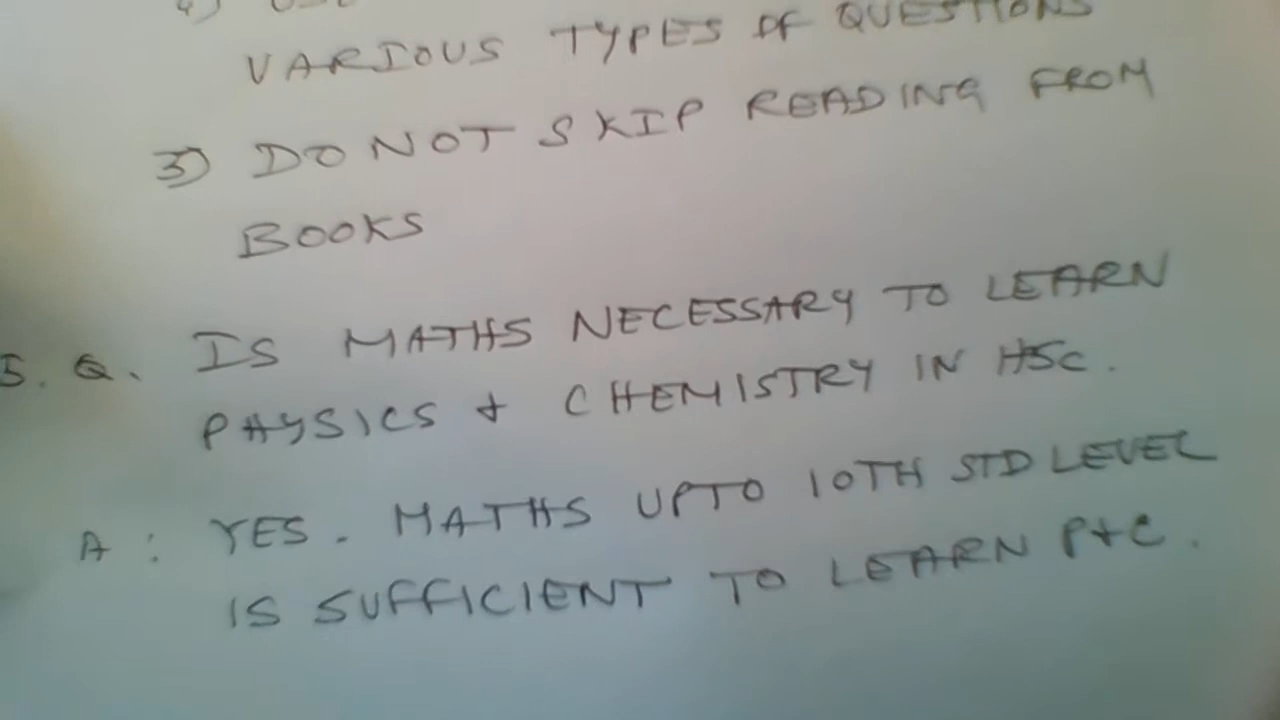 VARIOUS TYPES OF QUESTIONS
3) DO NOT SKIP READING FROM
BOOKS
5. Q. IS MATHS NECESSARY TO LEARN
PHYSICS & CHEMISTRY IN HSC.
A : YES. MATHS UPTO 10TH STD LEVEL
IS SUFFICIENT TO LEARN P&C.